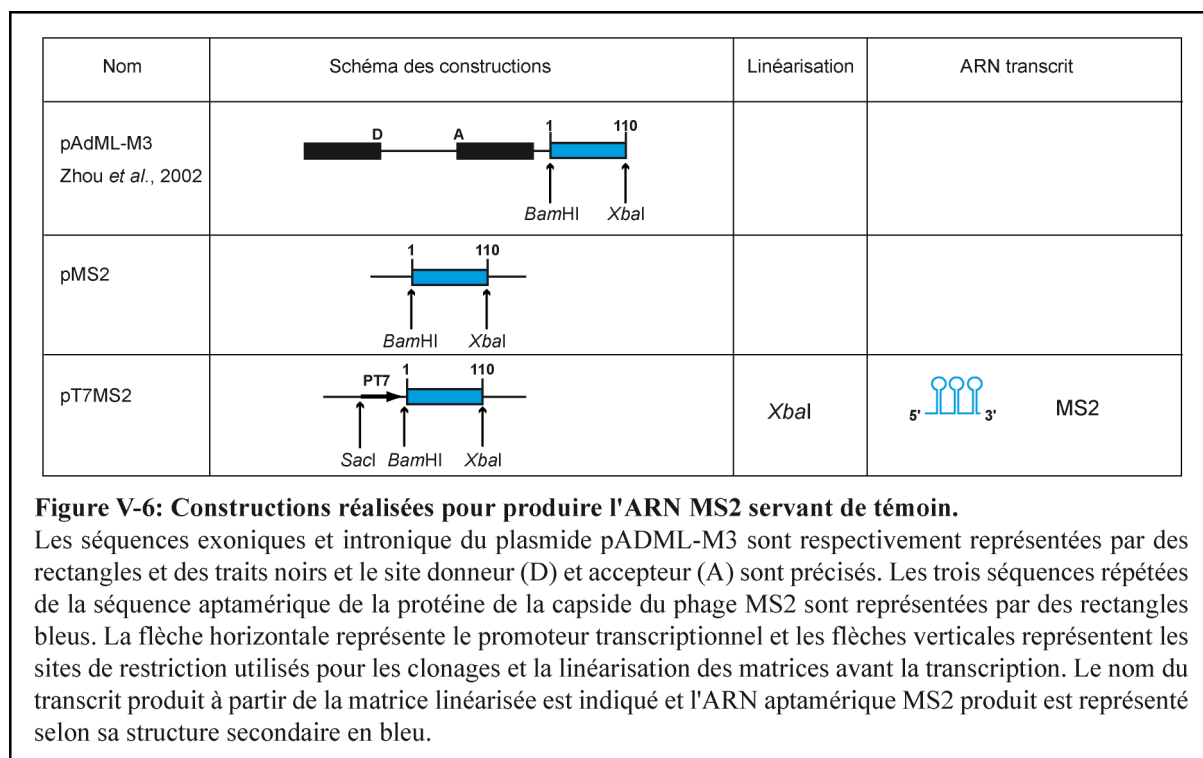 Nom Schéma des constructions Linéarisation ARN transcrit
pAdML-M3
Zhou et al., 2002
D A 1 110
BamHI XbaI
pMS2
1 110
BamHI XbaI
pT7MS2
PT7 1 110
SacI BamHI XbaI
XbaI
5' 3' MS2
Figure V-6: Constructions réalisées pour produire l'ARN MS2 servant de témoin.
Les séquences exoniques et intronique du plasmide pADML-M3 sont respectivement représentées par des
rectangles et des traits noirs et le site donneur (D) et accepteur (A) sont précisés. Les trois séquences répétées
de la séquence aptamérique de la protéine de la capside du phage MS2 sont représentées par des rectangles
bleus. La flèche horizontale représente le promoteur transcriptionnel et les flèches verticales représentent les
sites de restriction utilisés pour les clonages et la linéarisation des matrices avant la transcription. Le nom du
transcrit produit à partir de la matrice linéarisée est indiqué et l'ARN aptamérique MS2 produit est représenté
selon sa structure secondaire en bleu.